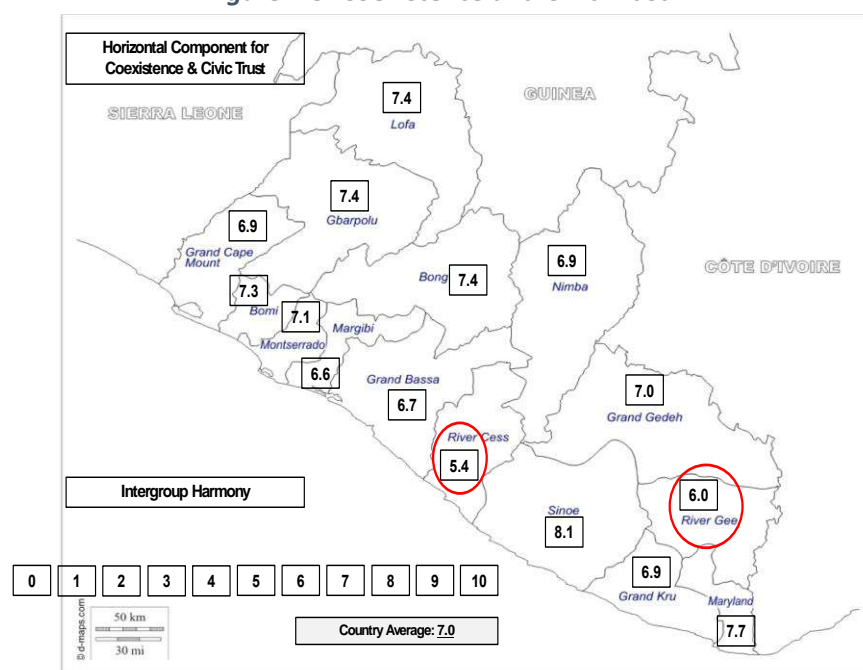 Horizontal Component for
Coexistence & Civic Trust
SIERRA LEONE
GUINEA
CÔTE D'IVOIRE
7.4
Lofa
7.4
Gbarpolu
6.9
Grand Cape
Mount
7.3
Bomi
7.1
Montserrado
Margibi
6.6
Bong
7.4
6.9
Nimba
Grand Bassa
6.7
River Cess
5.4
7.0
Grand Gedeh
6.0
River Gee
Sinoe
8.1
6.9
Grand Kru
Maryland
7.7
Intergroup Harmony
0 1 2 3 4 5 6 7 8 9 10
© d-maps.com
50 km
30 mi
Country Average: 7.0